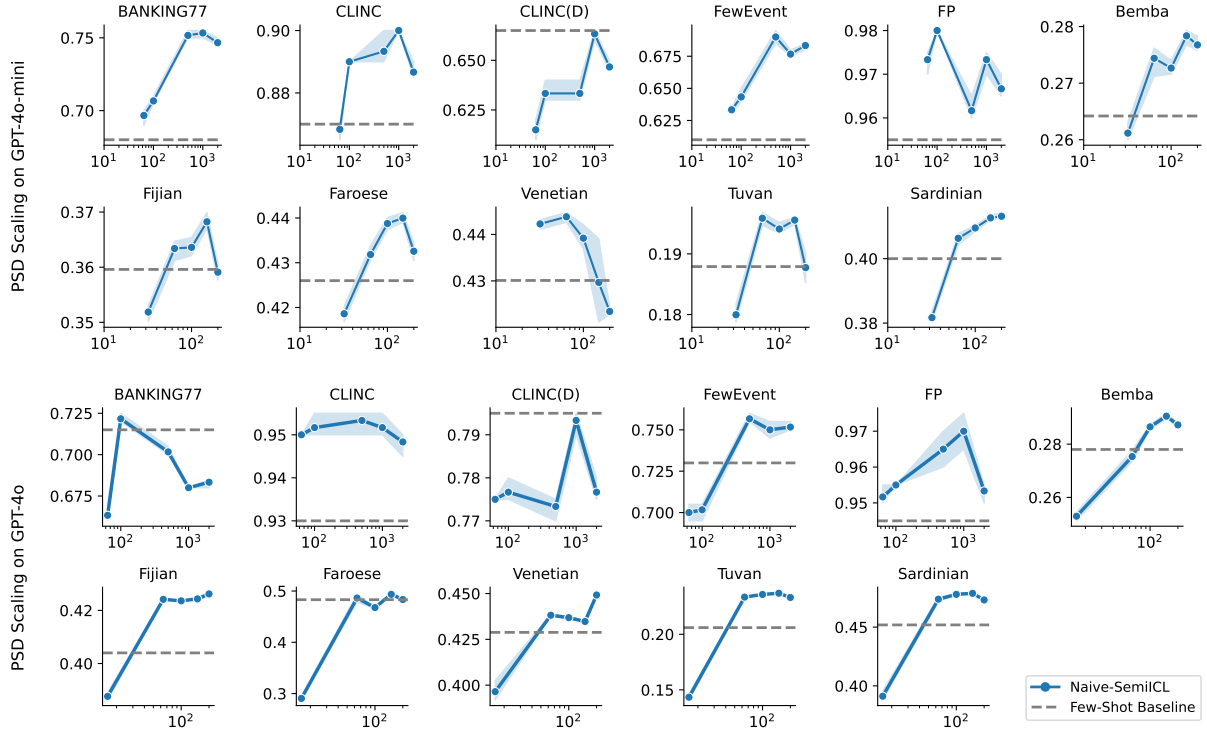 PSD Scaling on GPT-4o-mini
BANKING77
0.75
0.70
10¹ 10² 10³
CLINC
0.90
0.88
10¹ 10² 10³
CLINC(D)
0.650
0.625
10¹ 10² 10³
FewEvent
0.675
0.650
0.625
10¹ 10² 10³
FP
0.98
0.97
0.96
10¹ 10² 10³
Bemba
0.28
0.27
0.26
10¹ 10²
Fijian
0.37
0.36
0.35
10¹ 10²
Faroese
0.44
0.43
0.42
10¹ 10²
Venetian
0.44
0.43
10¹ 10²
Tuvan
0.19
0.18
10¹ 10²
Sardinian
0.40
0.38
10¹ 10²
PSD Scaling on GPT-4o
BANKING77
0.725
0.700
0.675
10² 10³
CLINC
0.95
0.94
0.93
10² 10³
CLINC(D)
0.79
0.78
0.77
10² 10³
FewEvent
0.750
0.725
0.700
10² 10³
FP
0.97
0.96
0.95
10² 10³
Bemba
0.28
0.26
10²
Fijian
0.42
0.40
10²
Faroese
0.5
0.4
0.3
10²
Venetian
0.450
0.425
0.400
10²
Tuvan
0.20
0.15
10²
Sardinian
0.45
0.40
10²
Naive-SemiICL
Few-Shot Baseline